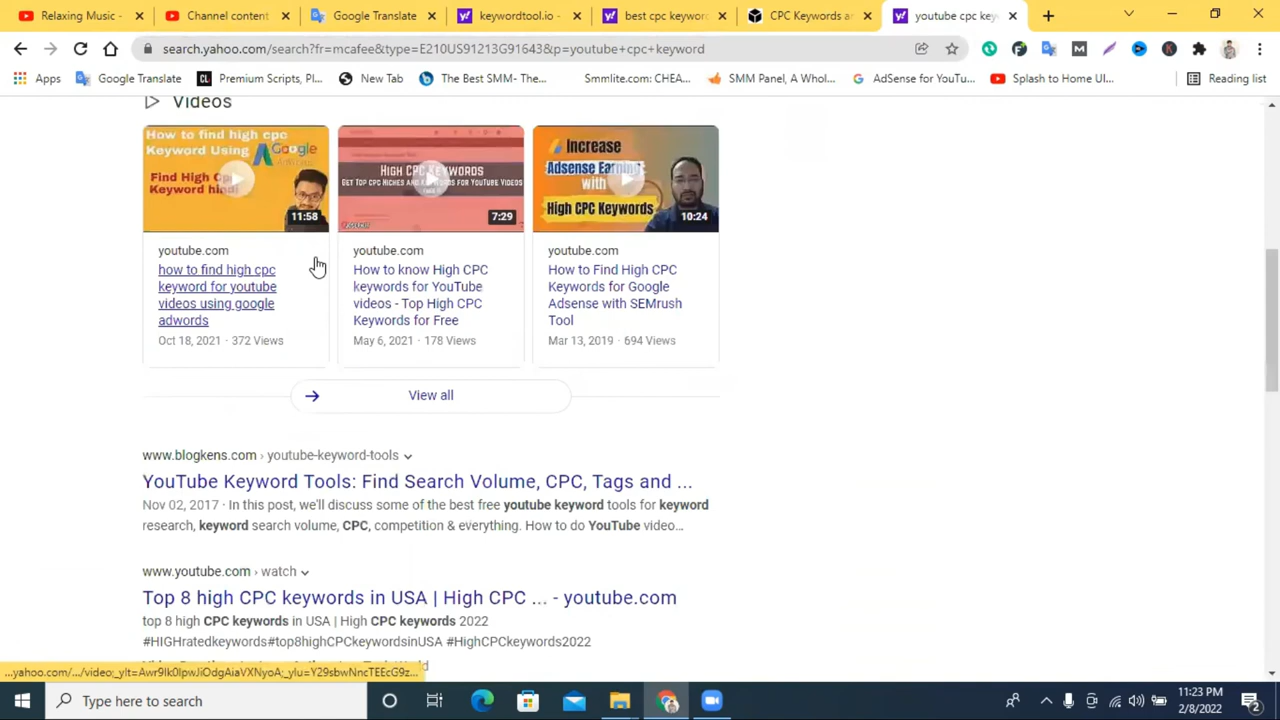 Relaxing Music -
Channel content
Google Translate
keywordtool.io -
best cpc keyword
CPC Keywords a
youtube cpc key
search.yahoo.com/search?fr=mcafee&type=E210US91213G91643&p=youtube+cpc+keyword
Apps
Google Translate
Premium Scripts, Pl...
New Tab
The Best SMM- The...
Smmlite.com: CHEA...
SMM Panel, A Whol...
AdSense for YouTu...
Splash to Home UI...
Reading list
Videos
How to find high cpc
Keyword Using
Google
Find High Cp
Keyword hindi
11:58
HIGH CPC KEYWORDS
7:29
Increase
Adsense Earning
with
High CPC Keywords
10:24
youtube.com
how to find high cpc
keyword for youtube
videos using google
adwords
Oct 18, 2021 · 372 Views
youtube.com
How to know High CPC
keywords for YouTube
videos - Top High CPC
Keywords for Free
May 6, 2021 · 178 Views
youtube.com
How to Find High CPC
Keywords for Google
Adsense with SEMrush
Tool
Mar 13, 2019 · 694 Views
View all
www.blogkens.com › youtube-keyword-tools
YouTube Keyword Tools: Find Search Volume, CPC, Tags and ...
Nov 02, 2017 · In this post, we'll discuss some of the best free youtube keyword tools for keyword
research, keyword search volume, CPC, competition & everything. How to do YouTube video...
www.youtube.com › watch
Top 8 high CPC keywords in USA | High CPC ... - youtube.com
top 8 high CPC keywords in USA | High CPC keywords 2022
#HIGHratedkeywords#top8highCPCkeywordsinUSA #HighCPCkeywords2022
Type here to search
11:23 PM
2/8/2022
2